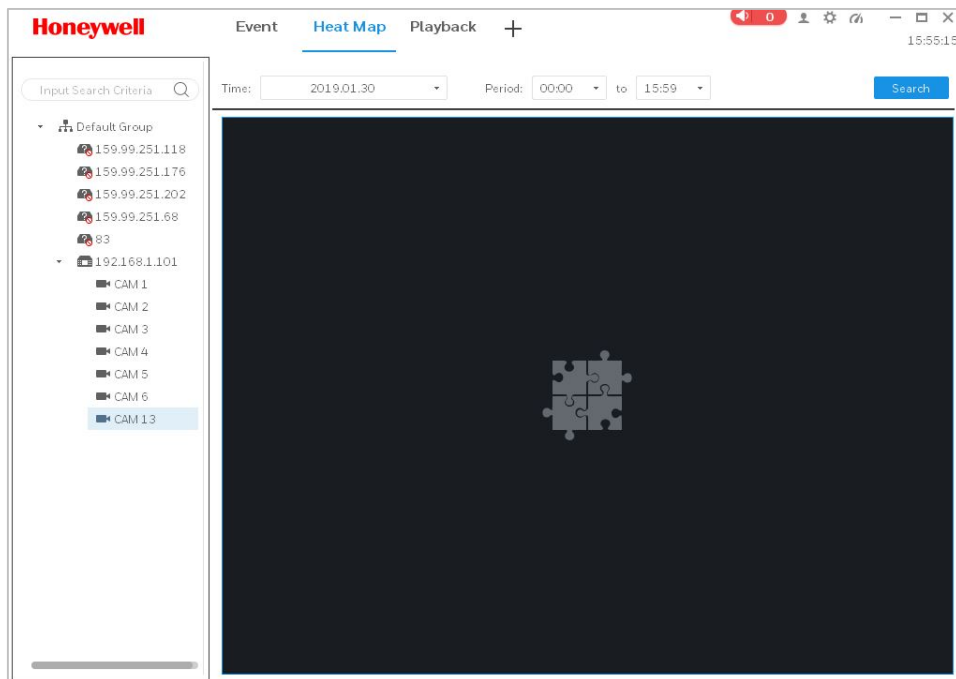 Honeywell Event Heat Map Playback + 0
15:55:15
Input Search Criteria Time: 2019.01.30 Period: 00:00 to 15:59 Search
Default Group
159.99.251.118
159.99.251.176
159.99.251.202
159.99.251.68
83
192.168.1.101
CAM 1
CAM 2
CAM 3
CAM 4
CAM 5
CAM 6
CAM 13